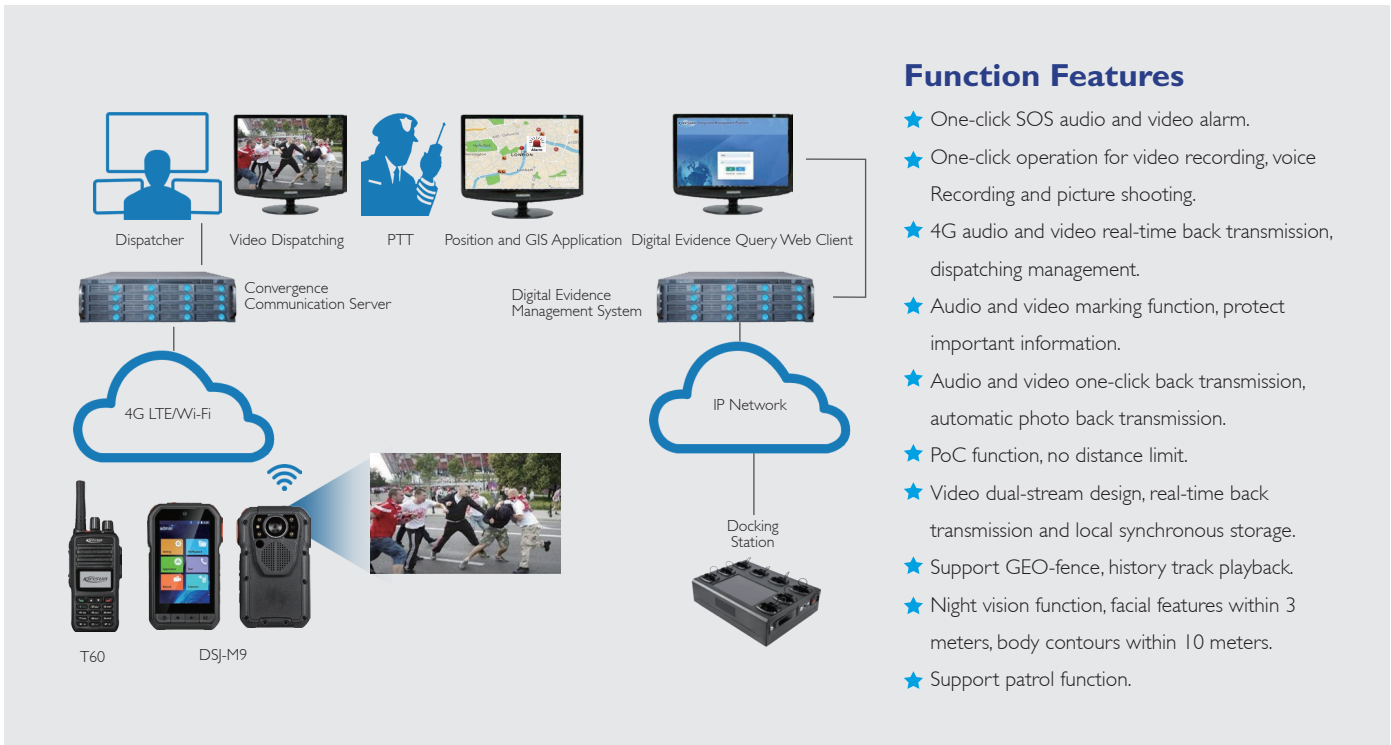 Function Features
One-click SOS audio and video alarm.
One-click operation for video recording, voice
Recording and picture shooting.
4G audio and video real-time back transmission,
dispatching management.
Audio and video marking function, protect
important information.
Audio and video one-click back transmission,
automatic photo back transmission.
PoC function, no distance limit.
Video dual-stream design, real-time back
transmission and local synchronous storage.
Support GEO-fence, history track playback.
Night vision function, facial features within 3
meters, body contours within 10 meters.
Support patrol function.
LONDON
Alarm
Dispatcher
Video Dispatching
PTT
Position and GIS Application
Digital Evidence Query Web Client
Convergence
Communication Server
Digital Evidence
Management System
4G LTE/Wi-Fi
IP Network
Docking
Station
KIRISUN
T60
DSJ-M9